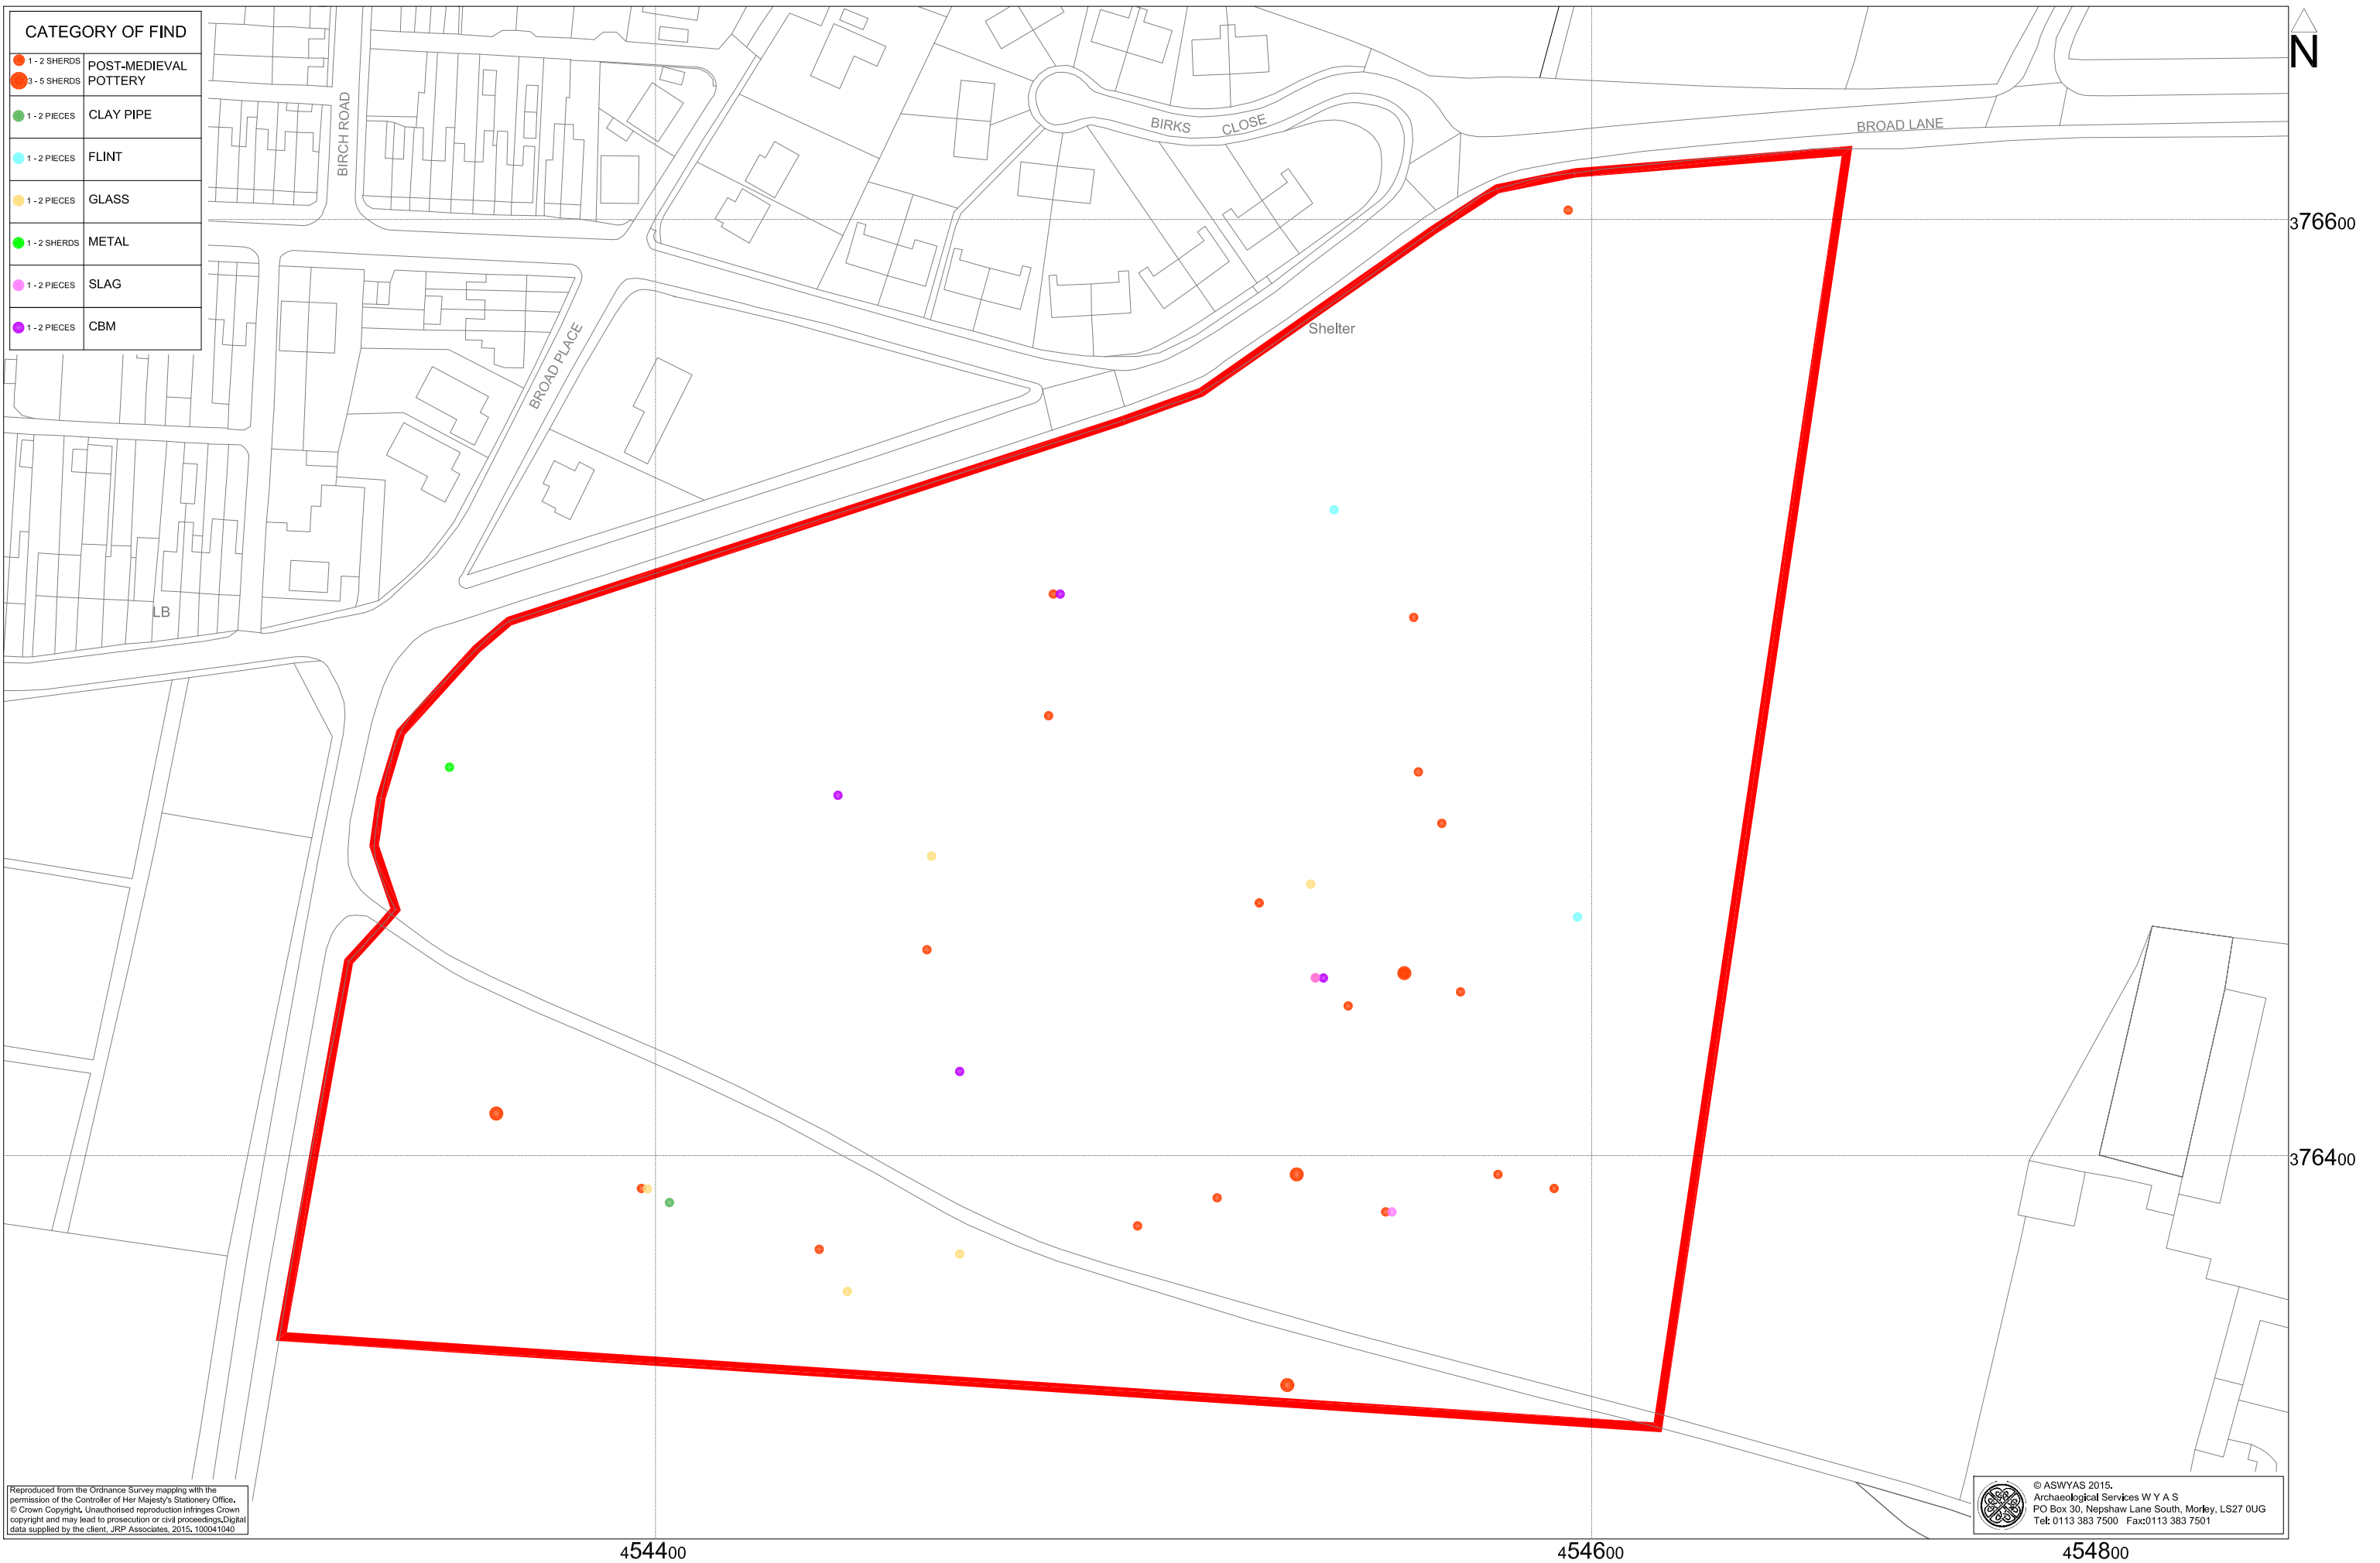 CATEGORY OF FIND
1 - 2 SHERDS
3 - 5 SHERDS
POST-MEDIEVAL
POTTERY
1 - 2 PIECES CLAY PIPE
1 - 2 PIECES FLINT
1 - 2 PIECES GLASS
1 - 2 SHERDS METAL
1 - 2 PIECES SLAG
1 - 2 PIECES CBM
N
BIRCH ROAD
BIRKS CLOSE
BROAD LANE
376600
Shelter
BROAD PLACE
LB
376400
Reproduced from the Ordnance Survey mapping with the
permission of the Controller of Her Majesty's Stationery Office.
© Crown Copyright. Unauthorised reproduction infringes Crown
copyright and may lead to prosecution or civil proceedings.Digital
data supplied by the client, JRP Associates, 2015. 100041040
© ASWYAS 2015.
Archaeological Services W Y A S
PO Box 30, Nepshaw Lane South, Morley, LS27 0UG
Tel: 0113 383 7500 Fax:0113 383 7501
454400
454600
454800